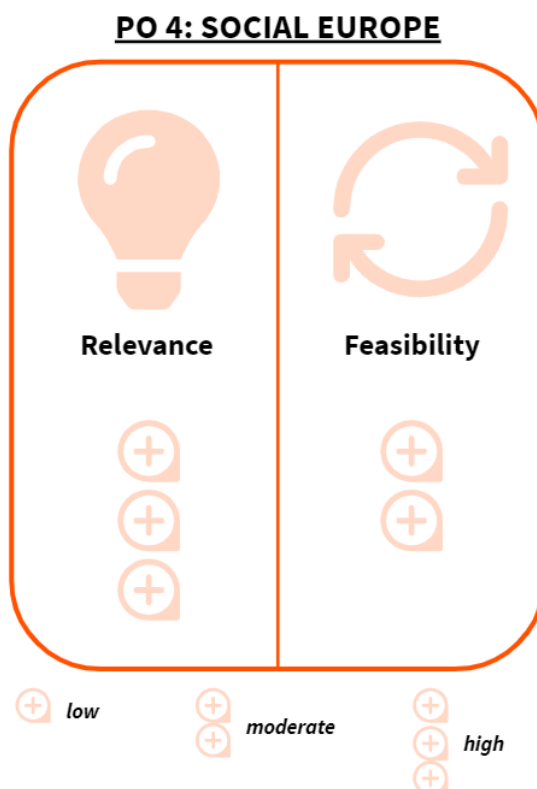 PO 4: SOCIAL EUROPE
Relevance
Feasibility
low
moderate
high